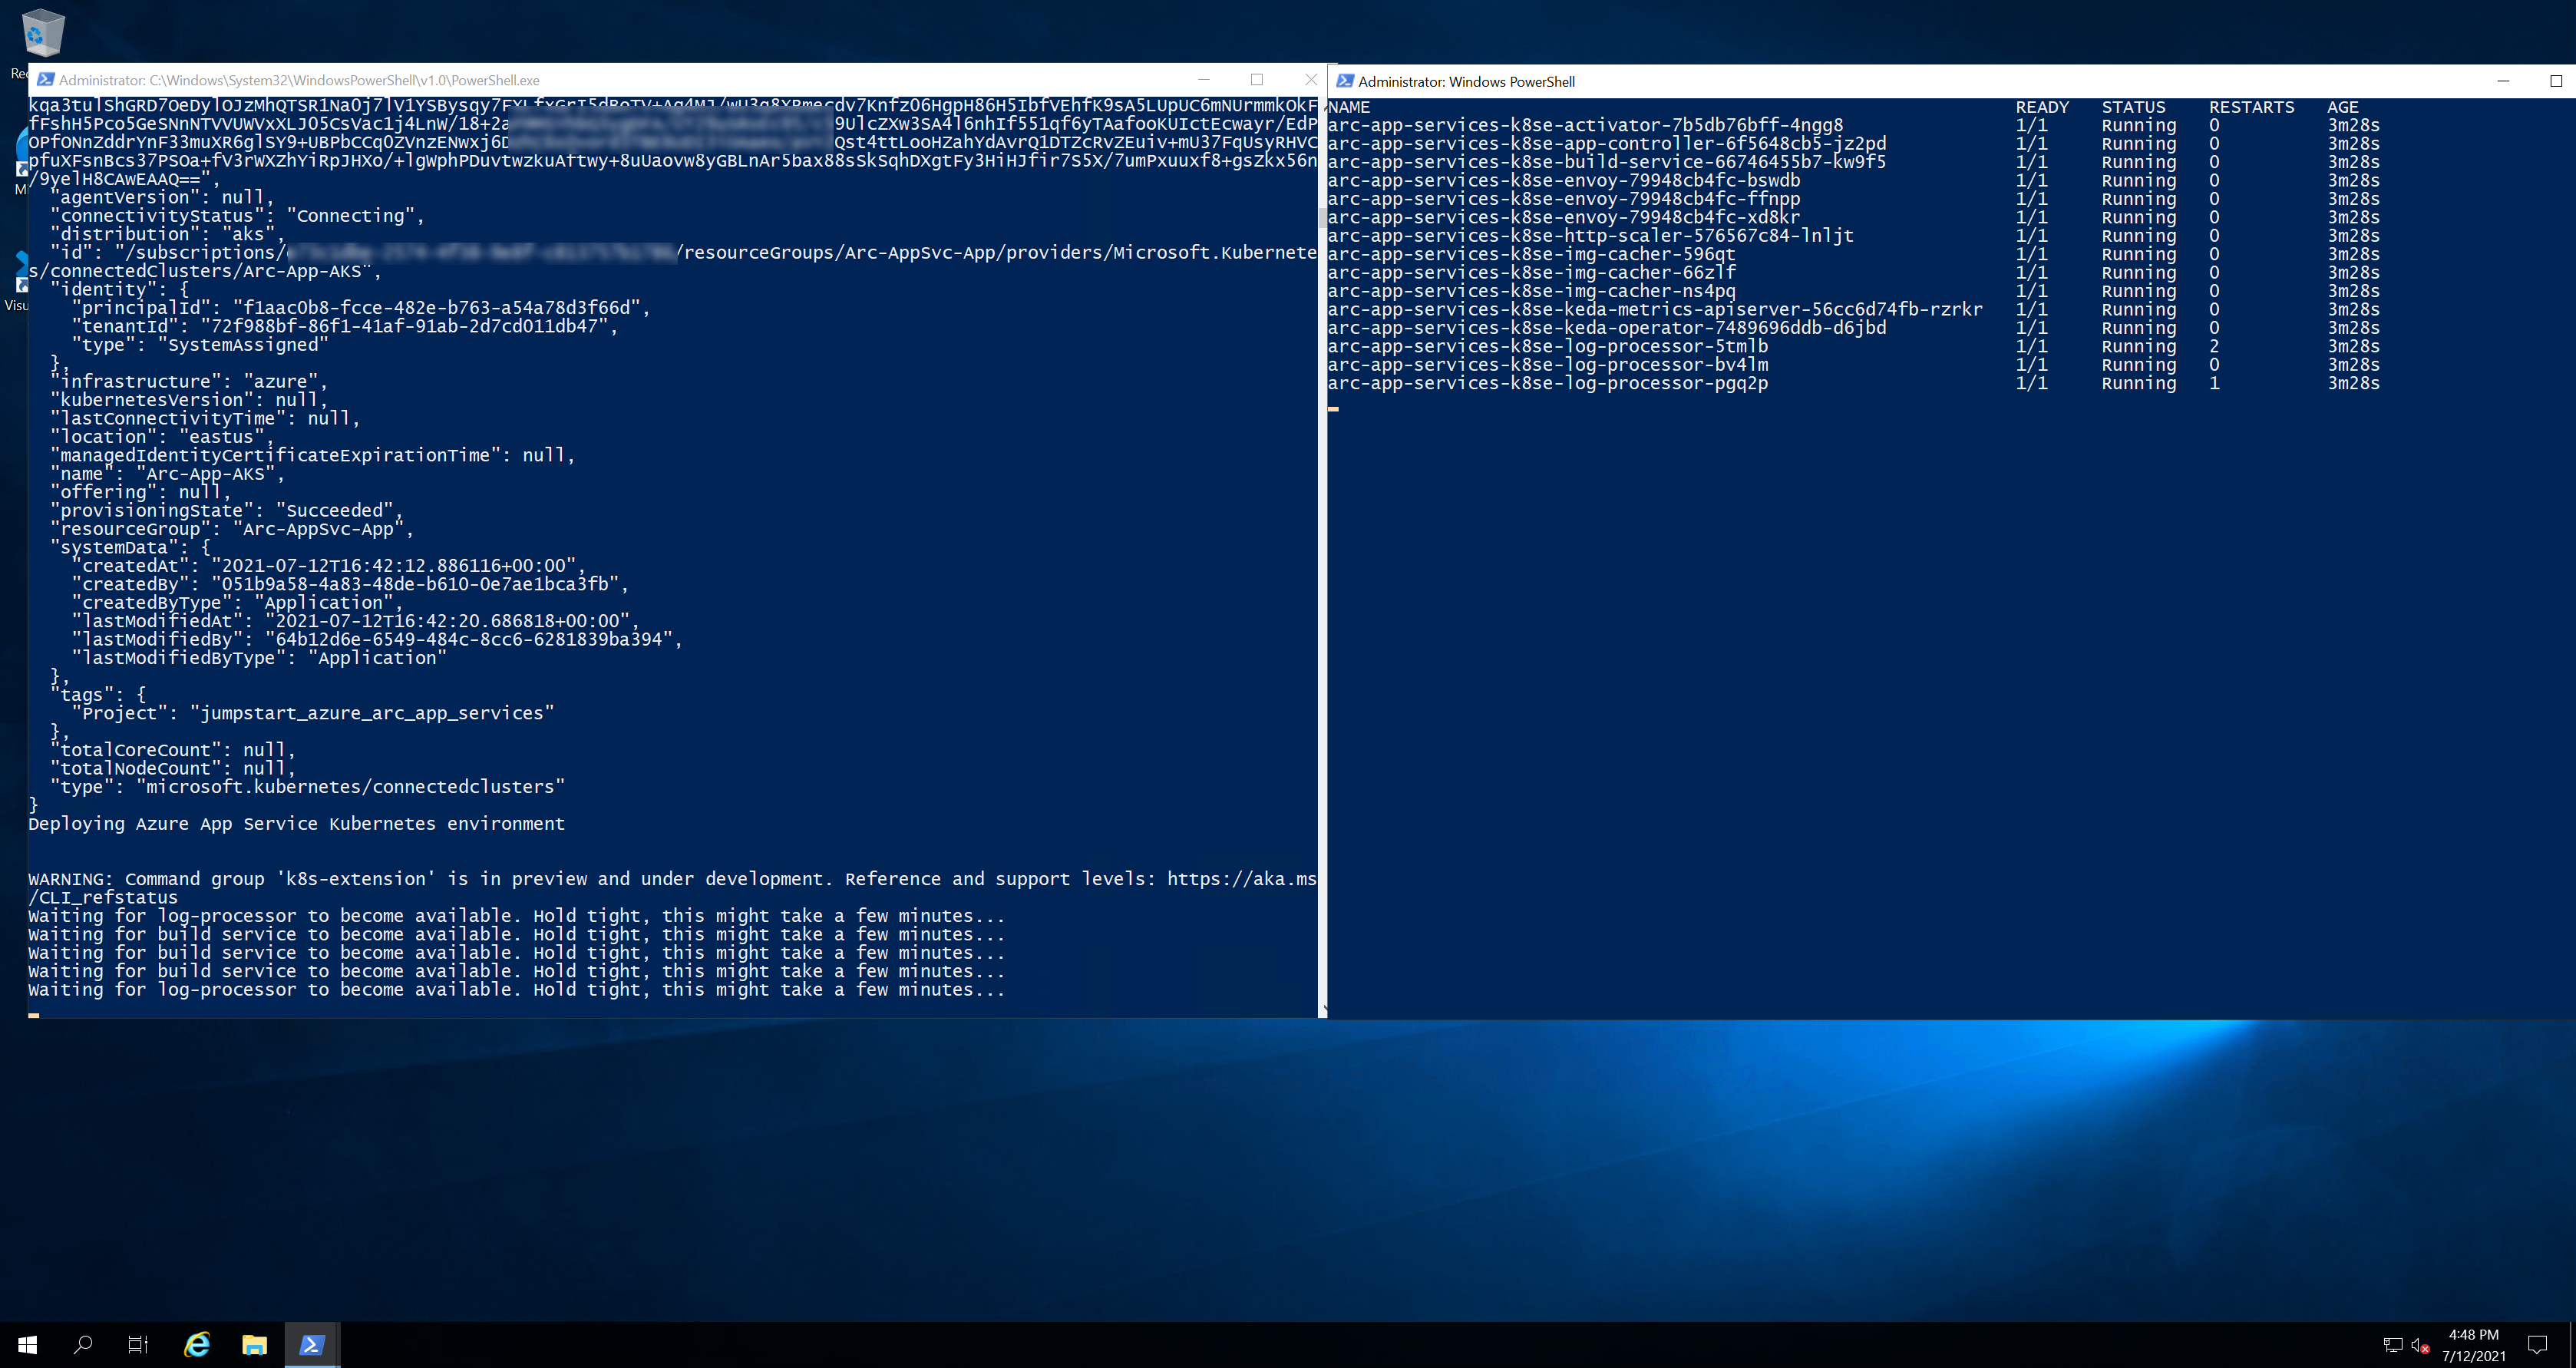 Administrator: C:\Windows\System32\WindowsPowerShell\v1.0\PowerShell.exe
fFshH5Pco5GeSNnNTVVUWVxXLJO5CsVac1j4LnW/18+2a 9UlcZXw3SA4l6nhIf551qf6yTAafooKUIctEcwayr/EdP
OPfONnZddrYnF33muXR6glSY9+UBPbCCq0ZVnzENwxj6D Qst4ttLooHZahYdAvrQ1DTZcRvZEuiv+mU37FqUsyRHVC
pfuXFsnBcs37PSOa+fV3rWXZhYiRpJHXo/+lgWphPDuvtwzkuAftwy+8uUaovw8yGBLnAr5bax88sSkSqhDXgtFy3HiHJfir7S5X/7umPxuuxf8+gsZkx56n
/9yelH8CAwEAAQ==",
"agentVersion": null,
"connectivityStatus": "Connecting",
"distribution": "aks",
"id": "/subscriptions/ /resourceGroups/Arc-AppSvc-App/providers/Microsoft.Kubernete
s/connectedClusters/Arc-App-AKS",
"identity": {
"principalId": "f1aac0b8-fcce-482e-b763-a54a78d3f66d",
"tenantId": "72f988bf-86f1-41af-91ab-2d7cd011db47",
"type": "SystemAssigned"
},
"infrastructure": "azure",
"kubernetesVersion": null,
"lastConnectivityTime": null,
"location": "eastus",
"managedIdentityCertificateExpirationTime": null,
"name": "Arc-App-AKS",
"offering": null,
"provisioningState": "Succeeded",
"resourceGroup": "Arc-AppSvc-App",
"systemData": {
"createdAt": "2021-07-12T16:42:12.886116+00:00",
"createdBy": "051b9a58-4a83-48de-b610-0e7ae1bca3fb",
"createdByType": "Application",
"lastModifiedAt": "2021-07-12T16:42:20.686818+00:00",
"lastModifiedBy": "64b12d6e-6549-484c-8cc6-6281839ba394",
"lastModifiedByType": "Application"
},
"tags": {
"Project": "jumpstart_azure_arc_app_services"
},
"totalCoreCount": null,
"totalNodeCount": null,
"type": "microsoft.kubernetes/connectedclusters"
}
Deploying Azure App Service Kubernetes environment
WARNING: Command group 'k8s-extension' is in preview and under development. Reference and support levels: https://aka.ms
/CLI_refstatus
Waiting for log-processor to become available. Hold tight, this might take a few minutes...
Waiting for build service to become available. Hold tight, this might take a few minutes...
Waiting for build service to become available. Hold tight, this might take a few minutes...
Waiting for build service to become available. Hold tight, this might take a few minutes...
Waiting for log-processor to become available. Hold tight, this might take a few minutes...
Administrator: Windows PowerShell
NAME READY STATUS RESTARTS AGE
arc-app-services-k8se-activator-7b5db76bff-4ngg8 1/1 Running 0 3m28s
arc-app-services-k8se-app-controller-6f5648cb5-jz2pd 1/1 Running 0 3m28s
arc-app-services-k8se-build-service-66746455b7-kw9f5 1/1 Running 0 3m28s
arc-app-services-k8se-envoy-79948cb4fc-bswdb 1/1 Running 0 3m28s
arc-app-services-k8se-envoy-79948cb4fc-ffnpp 1/1 Running 0 3m28s
arc-app-services-k8se-envoy-79948cb4fc-xd8kr 1/1 Running 0 3m28s
arc-app-services-k8se-http-scaler-576567c84-lnljt 1/1 Running 0 3m28s
arc-app-services-k8se-img-cacher-596qt 1/1 Running 0 3m28s
arc-app-services-k8se-img-cacher-66zlf 1/1 Running 0 3m28s
arc-app-services-k8se-img-cacher-ns4pq 1/1 Running 0 3m28s
arc-app-services-k8se-keda-metrics-apiserver-56cc6d74fb-rzrkr 1/1 Running 0 3m28s
arc-app-services-k8se-keda-operator-7489696ddb-d6jbd 1/1 Running 0 3m28s
arc-app-services-k8se-log-processor-5tmlb 1/1 Running 2 3m28s
arc-app-services-k8se-log-processor-bv4lm 1/1 Running 0 3m28s
arc-app-services-k8se-log-processor-pgq2p 1/1 Running 1 3m28s
4:48 PM
7/12/2021